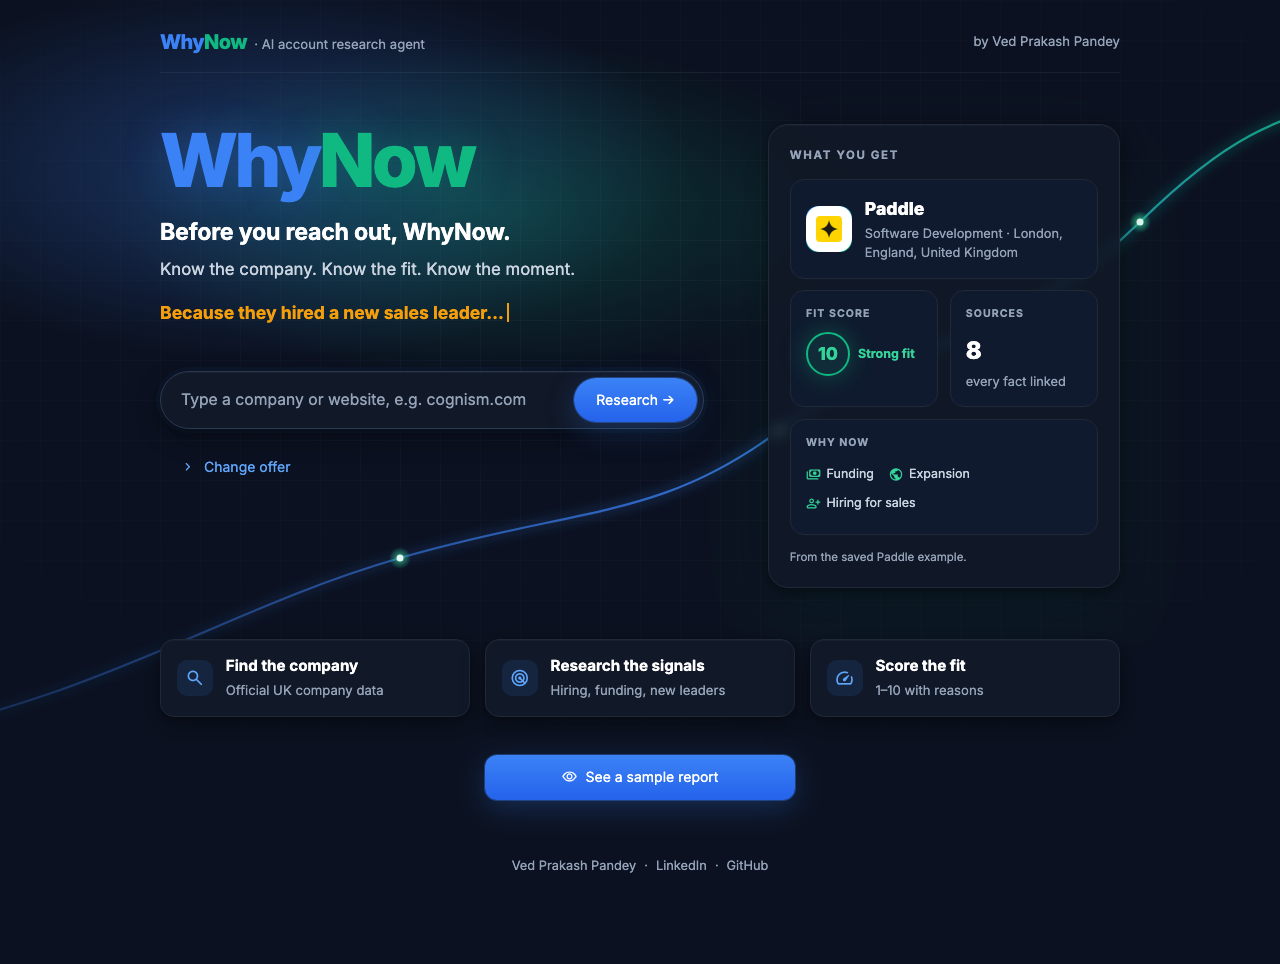 WhyNow · AI account research agent
by Ved Prakash Pandey
WhyNow
Before you reach out, WhyNow.
Know the company. Know the fit. Know the moment.
Because they hired a new sales leader...
Type a company or website, e.g. cognism.com
Research →
Change offer
WHAT YOU GET
Paddle
Software Development · London,
England, United Kingdom
FIT SCORE
10 Strong fit
SOURCES
8
every fact linked
WHY NOW
Funding Expansion
Hiring for sales
From the saved Paddle example.
Find the company
Official UK company data
Research the signals
Hiring, funding, new leaders
Score the fit
1–10 with reasons
See a sample report
Ved Prakash Pandey · LinkedIn · GitHub